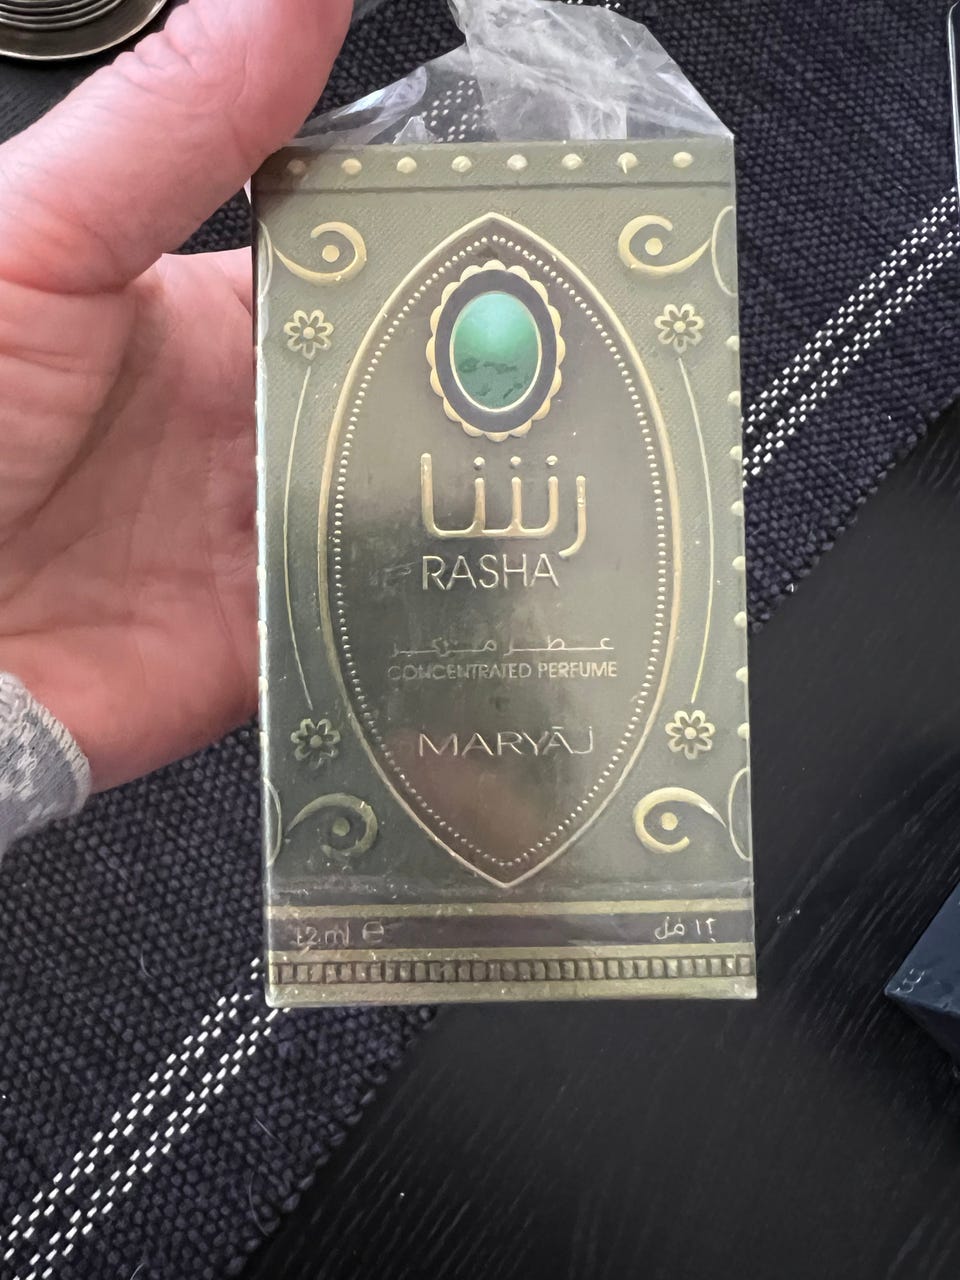 رشا
RASHA
عطر مركز
CONCENTRATED PERFUME
MARYĀJ
12 ml e ١٢ مل